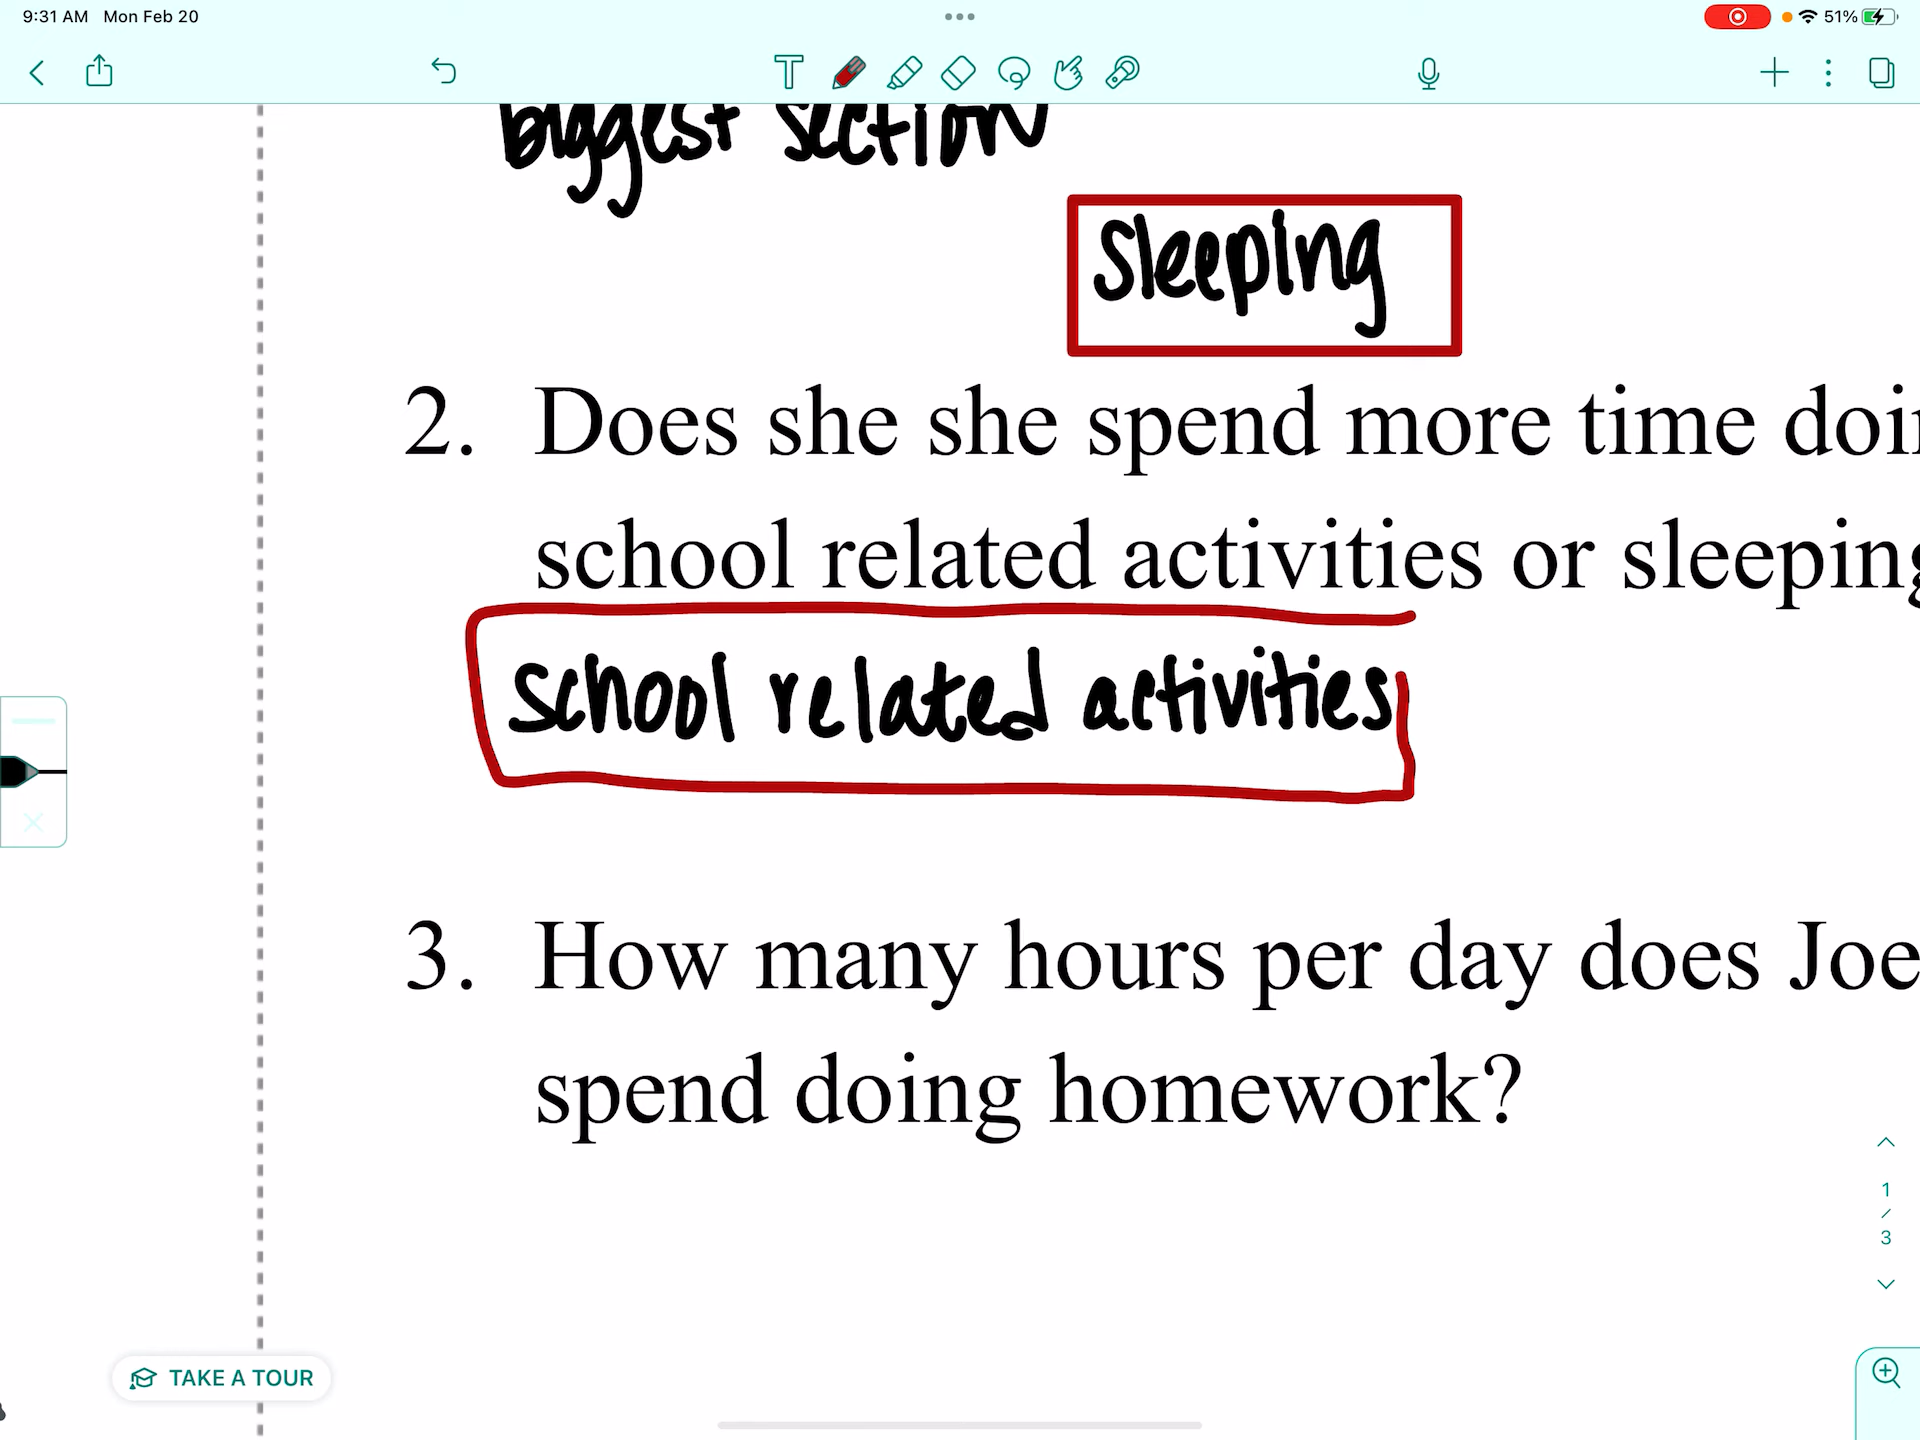 9:31 AM Mon Feb 20
51%
T
biggest section
Sleeping
2. Does she she spend more time doi
school related activities or sleeping
school related activities
3. How many hours per day does Joe
spend doing homework?
1
/
3
TAKE A TOUR